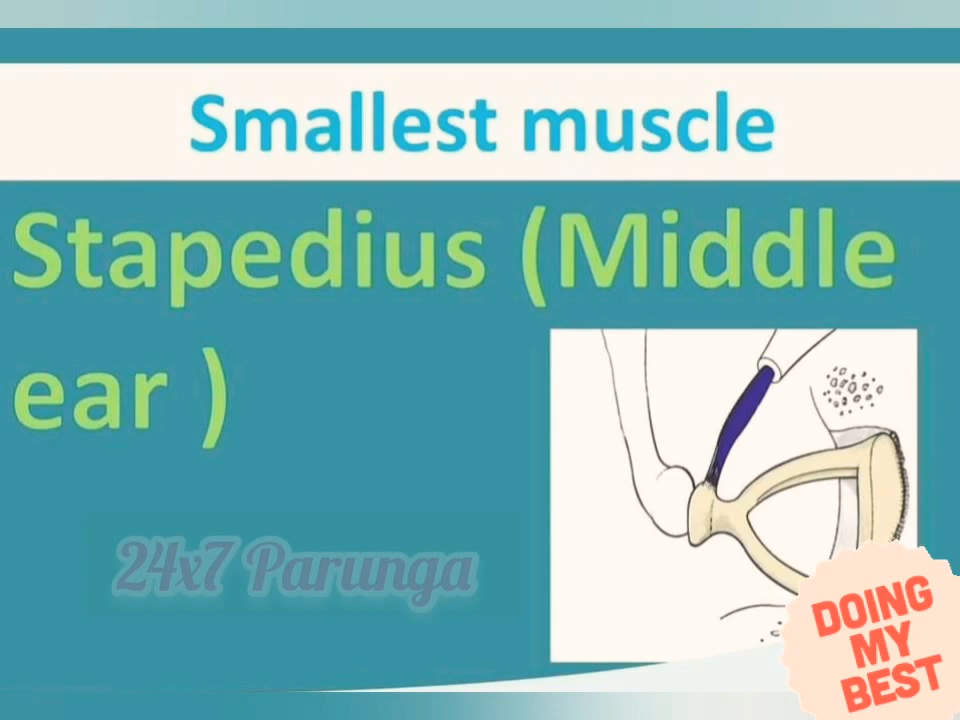 Smallest muscle
Stapedius (Middle
ear )
24x7 Parunga
DOING
MY
BEST